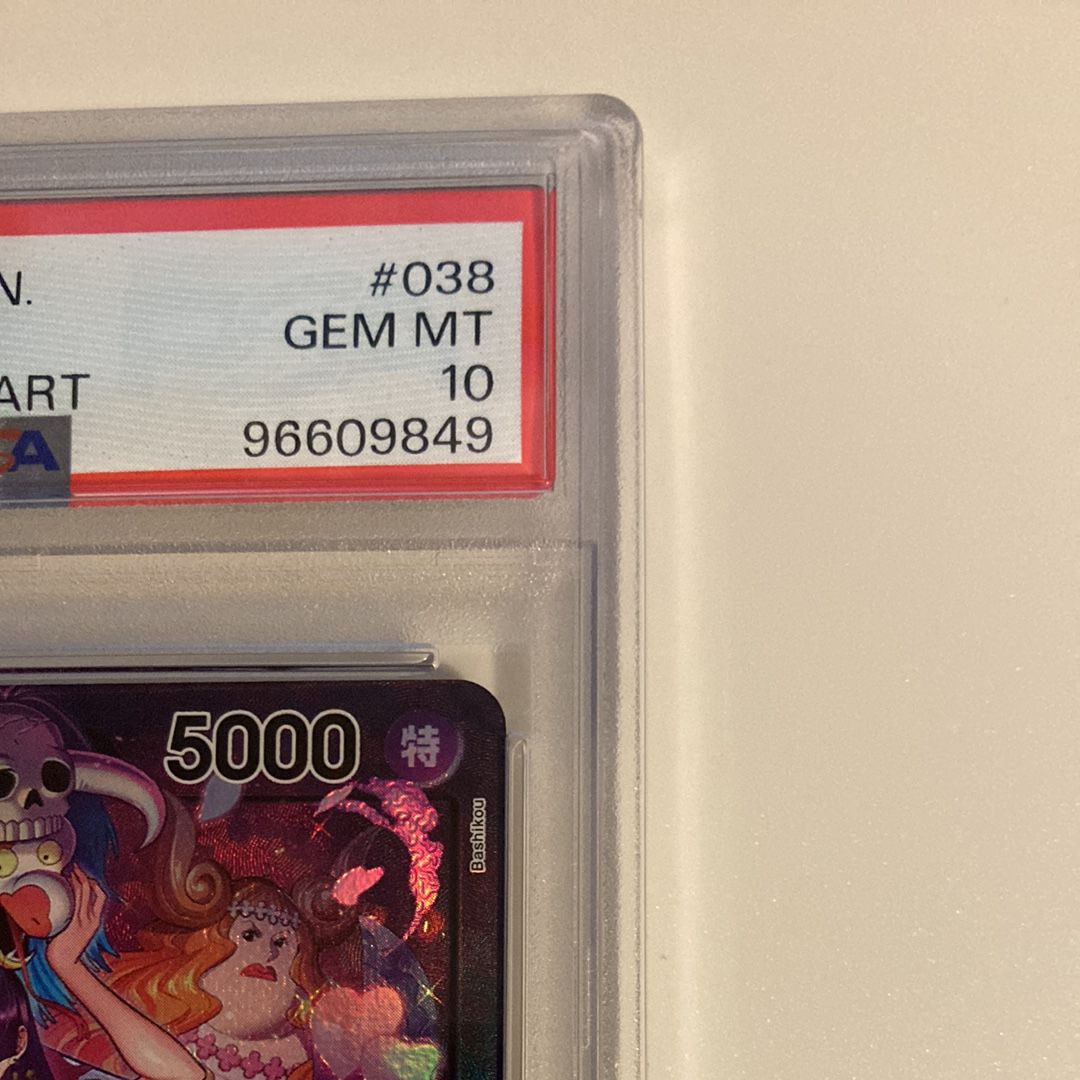 N. #038
GEM MT
ART 10
SA 96609849
5000 特
Bashikou